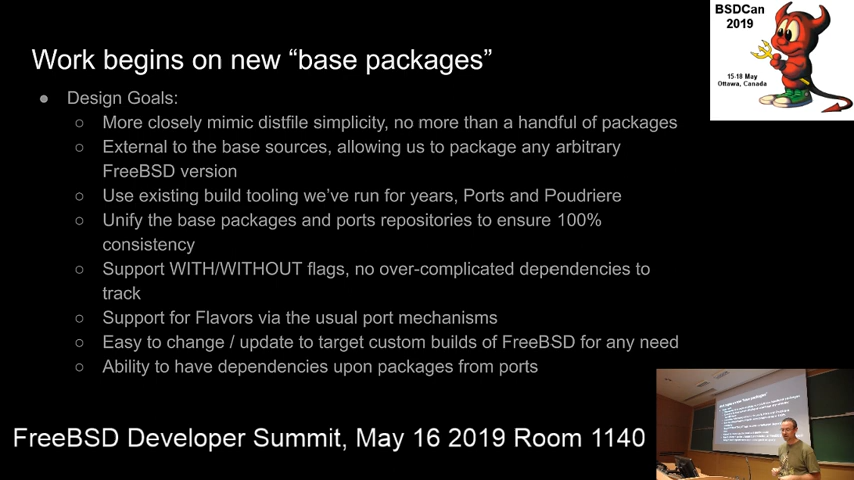 BSDCan
2019
15-18 May
Ottawa, Canada
Work begins on new “base packages”
● Design Goals:
○ More closely mimic distfile simplicity, no more than a handful of packages
○ External to the base sources, allowing us to package any arbitrary
FreeBSD version
○ Use existing build tooling we’ve run for years, Ports and Poudriere
○ Unify the base packages and ports repositories to ensure 100%
consistency
○ Support WITH/WITHOUT flags, no over-complicated dependencies to
track
○ Support for Flavors via the usual port mechanisms
○ Easy to change / update to target custom builds of FreeBSD for any need
○ Ability to have dependencies upon packages from ports
FreeBSD Developer Summit, May 16 2019 Room 1140